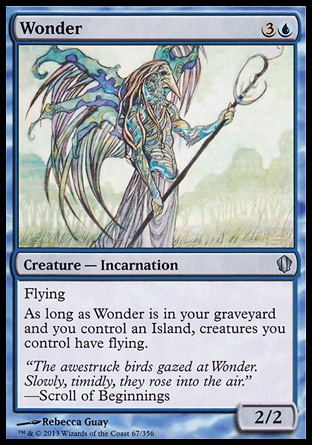 Wonder 3
Creature — Incarnation
Flying
As long as Wonder is in your graveyard
and you control an Island, creatures you
control have flying.
“The awestruck birds gazed at Wonder.
Slowly, timidly, they rose into the air.”
—Scroll of Beginnings
Rebecca Guay
™ & © 2013 Wizards of the Coast 67/356
2/2